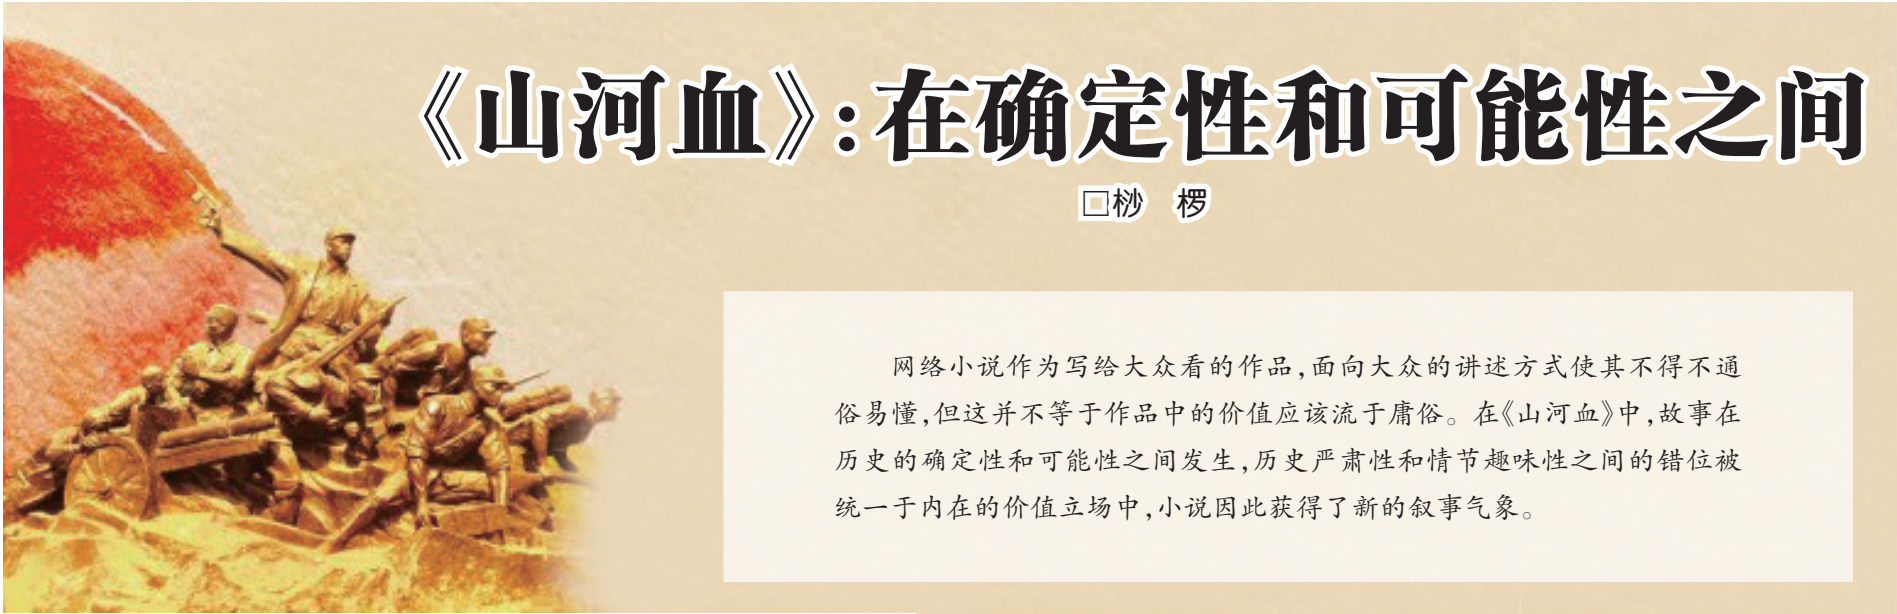 《山河血》：在确定性和可能性之间
□桫　椤
网络小说作为写给大众看的作品，面向大众的讲述方式使其不得不通
俗易懂，但这并不等于作品中的价值应该流于庸俗。在《山河血》中，故事在
历史的确定性和可能性之间发生，历史严肃性和情节趣味性之间的错位被
统一于内在的价值立场中，小说因此获得了新的叙事气象。